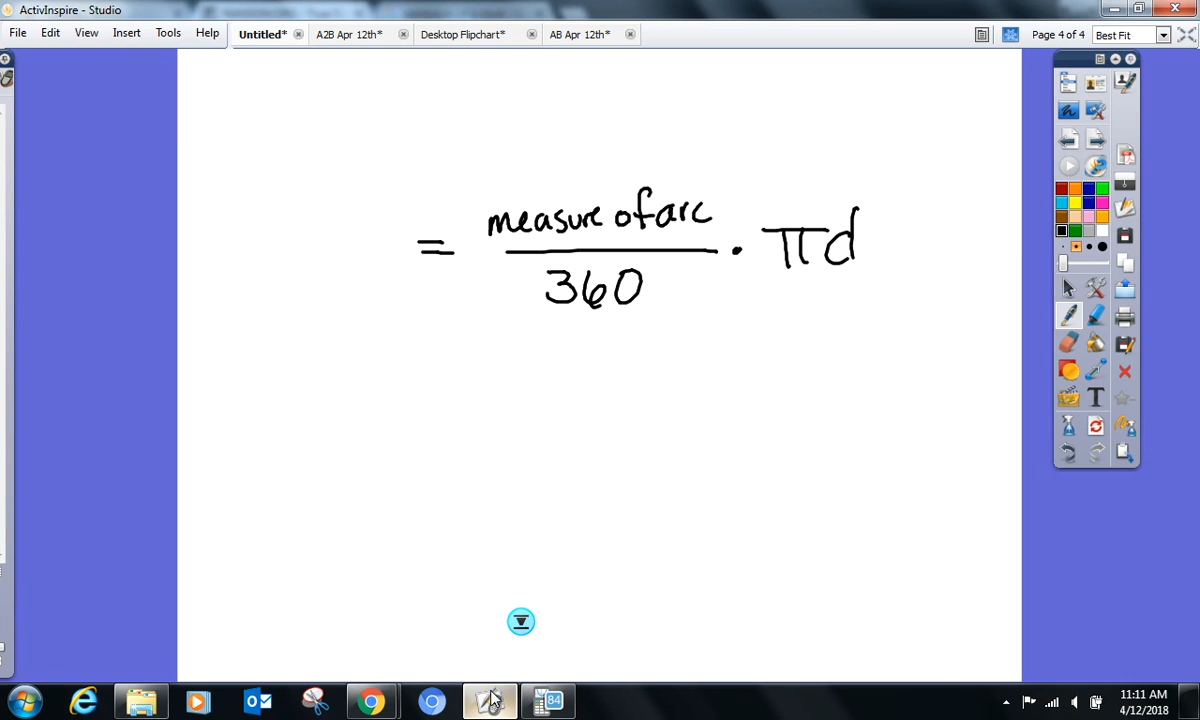 ActivInspire - Studio
File Edit View Insert Tools Help Untitled* A2B Apr 12th* Desktop Flipchart* AB Apr 12th* Page 4 of 4 Best Fit
= measure of arc / 360 · πd
T
84
11:11 AM
4/12/2018